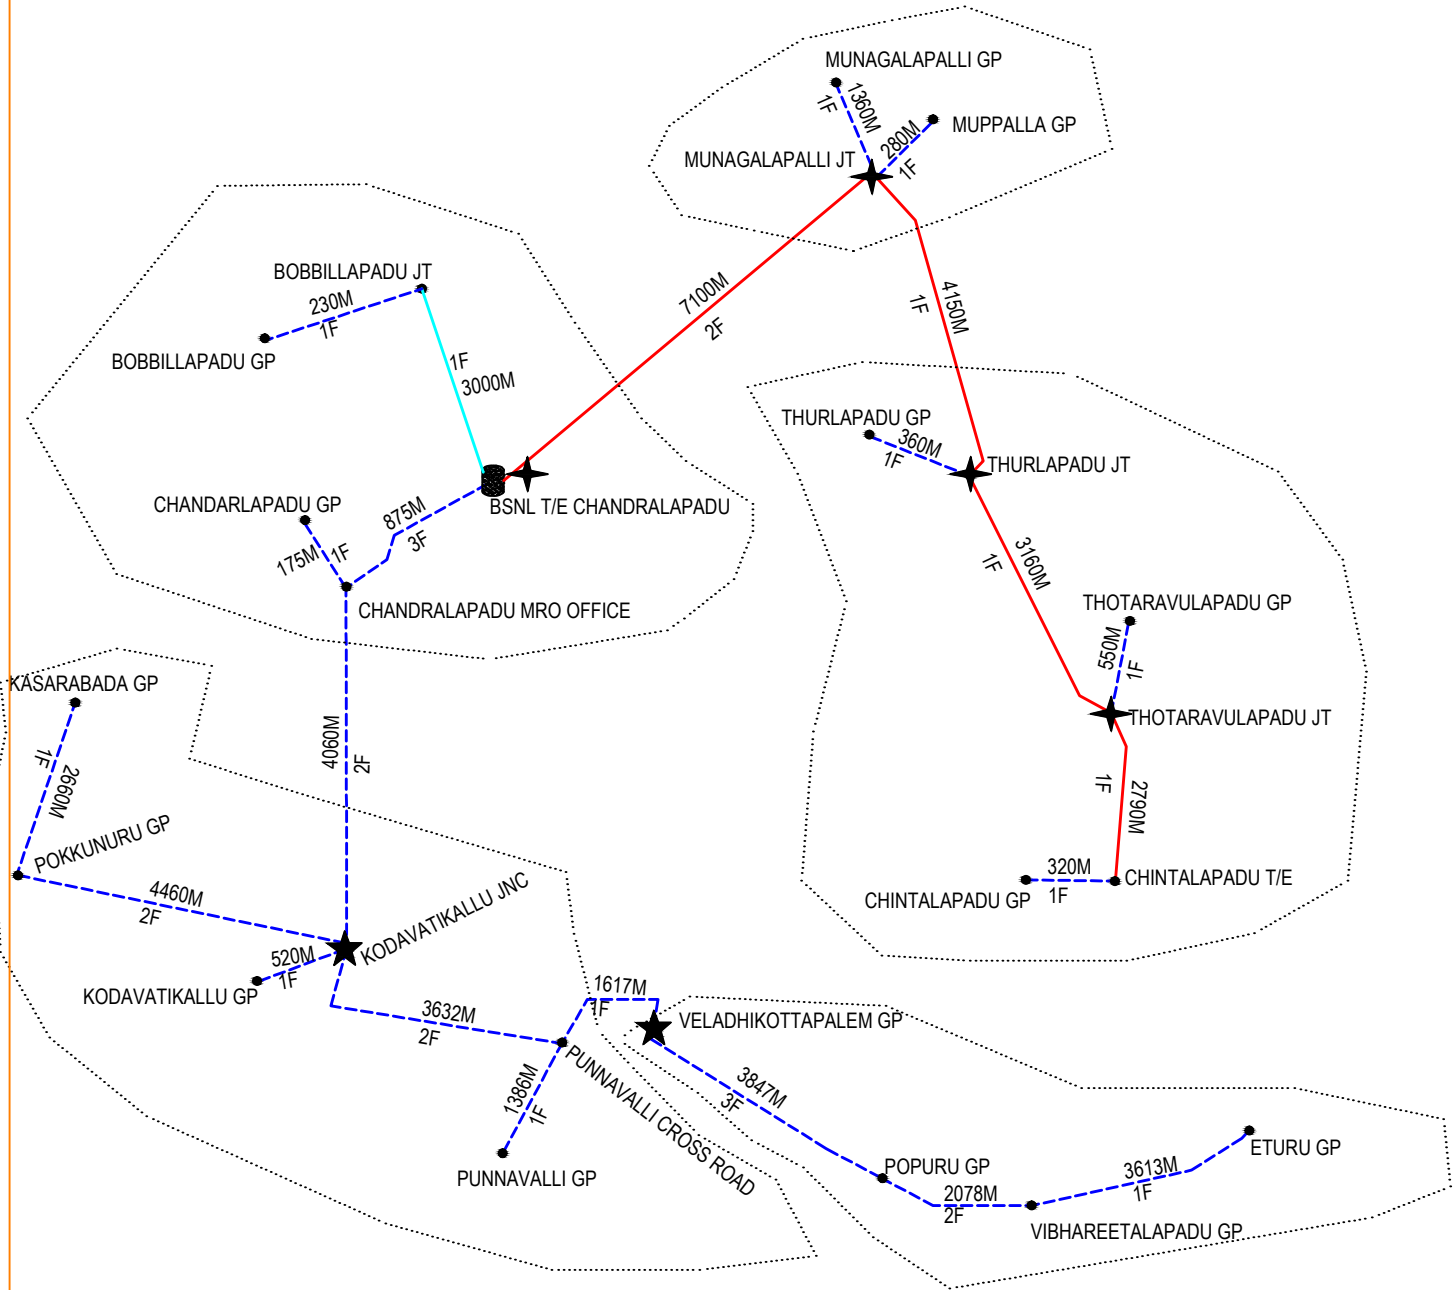 MUNAGALAPALLI GP
1360M
1F
MUPPALLA GP
280M
1F
MUNAGALAPALLI JT
BOBBILLAPADU JT
230M
1F
BOBBILLAPADU GP
1F
3000M
7100M
2F
4150M
1F
THURLAPADU GP
360M
1F
THURLAPADU JT
CHANDARLAPADU GP
875M
3F
BSNL T/E CHANDRALAPADU
175M
1F
CHANDRALAPADU MRO OFFICE
3160M
1F
THOTARAVULAPADU GP
550M
1F
THOTARAVULAPADU JT
KASARABADA GP
1F
2660M
4060M
2F
2790M
1F
POKKUNURU GP
4460M
2F
KODAVATIKALLU JNC
320M
1F
CHINTALAPADU T/E
CHINTALAPADU GP
520M
1F
KODAVATIKALLU GP
3632M
2F
1617M
1F
VELADHIKOTTAPALEM GP
1386M
1F
PUNNAVALLI CROSS ROAD
PUNNAVALLI GP
3847M
3F
POPURU GP
2078M
2F
3613M
1F
ETURU GP
VIBHAREETALAPADU GP